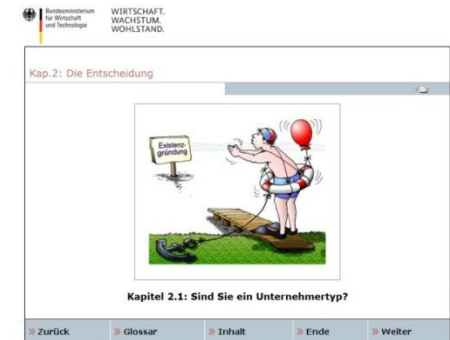 Bundesministerium
für Wirtschaft
und Technologie
WIRTSCHAFT.
WACHSTUM.
WOHLSTAND.
Kap.2: Die Entscheidung
Existenz-
gründung
Kapitel 2.1: Sind Sie ein Unternehmertyp?
» Zurück » Glossar » Inhalt » Ende » Weiter